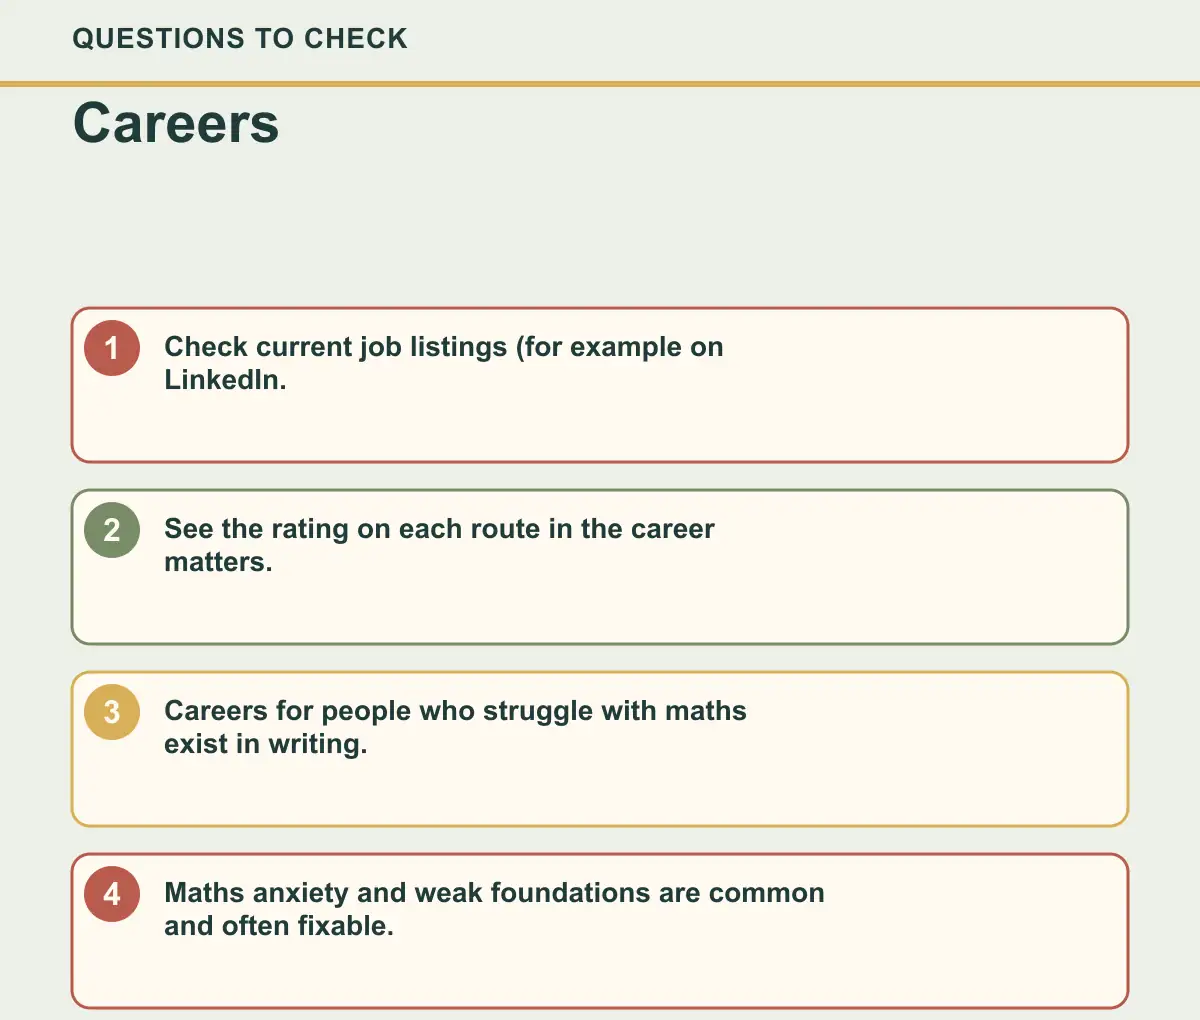 QUESTIONS TO CHECK
Careers
1
Check current job listings (for example on
LinkedIn.
2
See the rating on each route in the career
matters.
3
Careers for people who struggle with maths
exist in writing.
4
Maths anxiety and weak foundations are common
and often fixable.